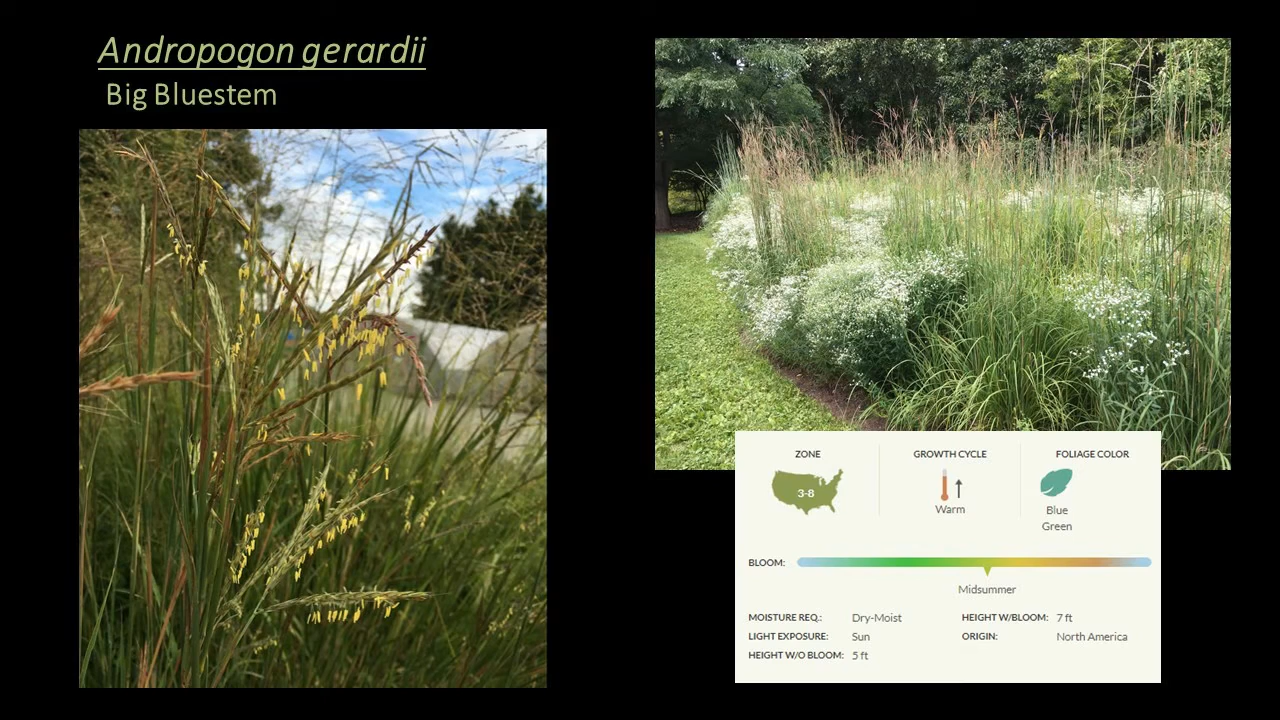 Andropogon gerardii
Big Bluestem
ZONE
3-8
GROWTH CYCLE
Warm
FOLIAGE COLOR
Blue
Green
BLOOM:
Midsummer
MOISTURE REQ.: Dry-Moist
HEIGHT W/BLOOM: 7 ft
LIGHT EXPOSURE: Sun
ORIGIN: North America
HEIGHT W/O BLOOM: 5 ft